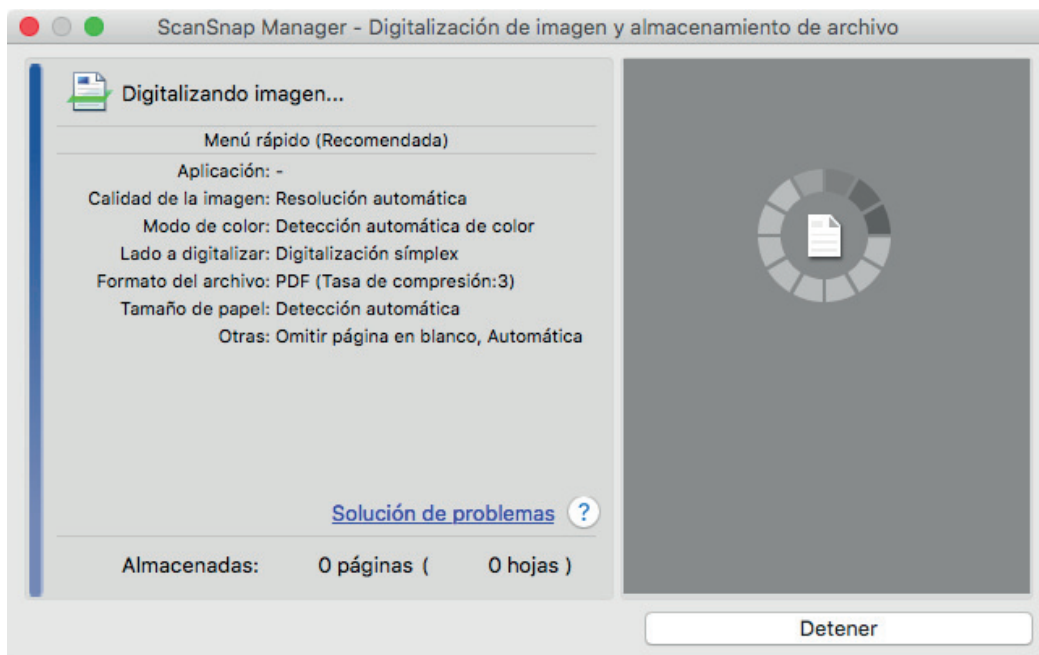 ScanSnap Manager - Digitalización de imagen y almacenamiento de archivo
Digitalizando imagen...
Menú rápido (Recomendada)
Aplicación: -
Calidad de la imagen: Resolución automática
Modo de color: Detección automática de color
Lado a digitalizar: Digitalización símplex
Formato del archivo: PDF (Tasa de compresión:3)
Tamaño de papel: Detección automática
Otras: Omitir página en blanco, Automática
Solución de problemas ?
Almacenadas: 0 páginas ( 0 hojas )
Detener